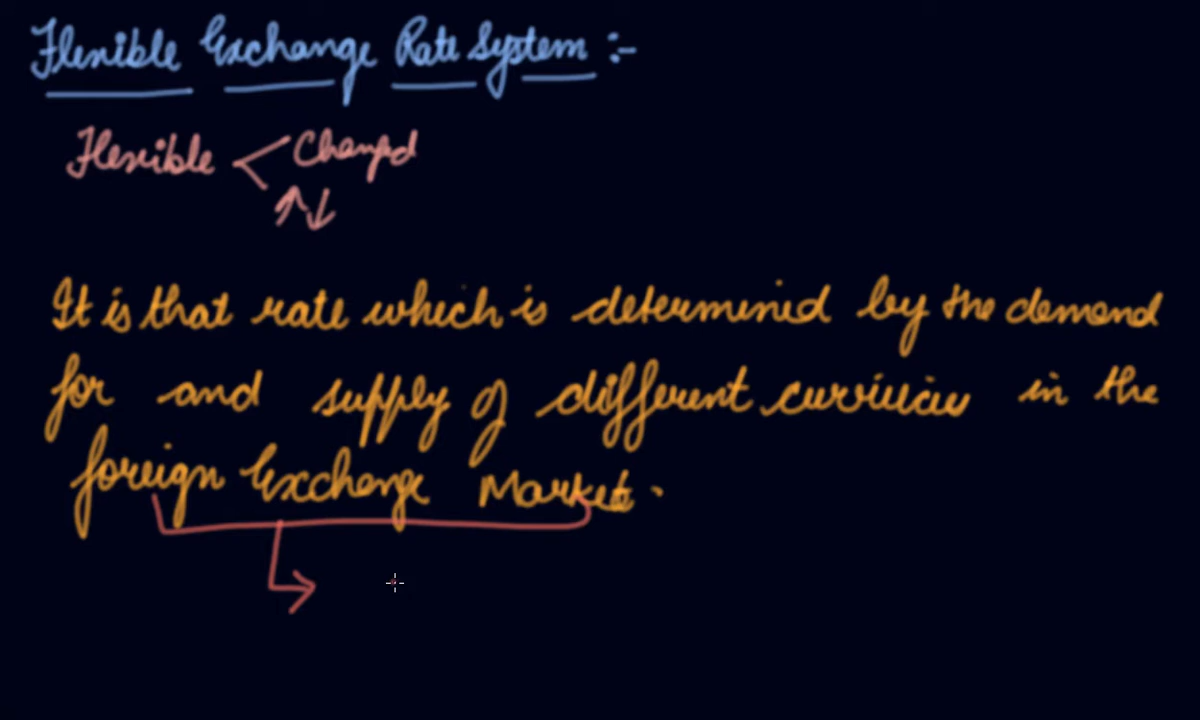 Flexible Exchange Rate System :-
Flexible < Changed
↑↓
It is that rate which is determined by the demand
for and supply of different currencies in the
foreign Exchange Market.